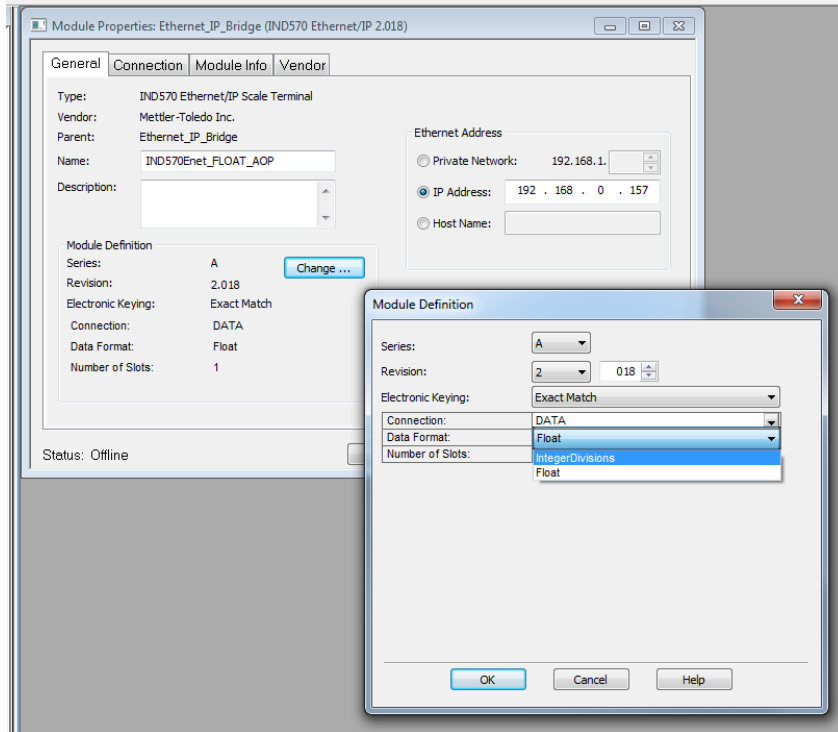 Module Properties: Ethernet_IP_Bridge (IND570 Ethernet/IP 2.018)
General Connection Module Info Vendor
Type: IND570 Ethernet/IP Scale Terminal
Vendor: Mettler-Toledo Inc.
Parent: Ethernet_IP_Bridge
Name: IND570Enet_FLOAT_AOP
Description:
Ethernet Address
Private Network: 192.168.1.
IP Address: 192 . 168 . 0 . 157
Host Name:
Module Definition
Series: A
Change ...
Revision: 2.018
Electronic Keying: Exact Match
Connection: DATA
Data Format: Float
Number of Slots: 1
Status: Offline
Module Definition
Series: A
Revision: 2 018
Electronic Keying: Exact Match
Connection: DATA
Data Format: Float
Number of Slots:
IntegerDivisions
Float
OK Cancel Help